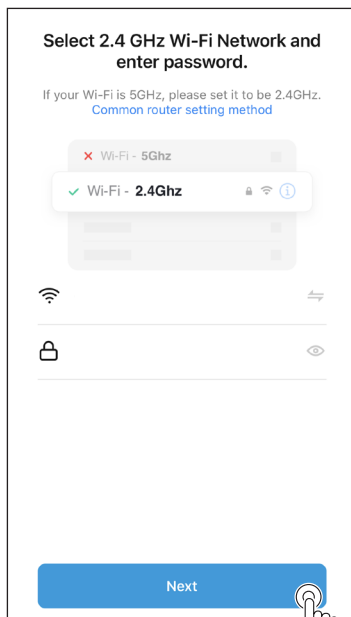 Select 2.4 GHz Wi-Fi Network and
enter password.
If your Wi-Fi is 5GHz, please set it to be 2.4GHz.
Common router setting method
Wi-Fi - 5Ghz
Wi-Fi - 2.4Ghz
Next